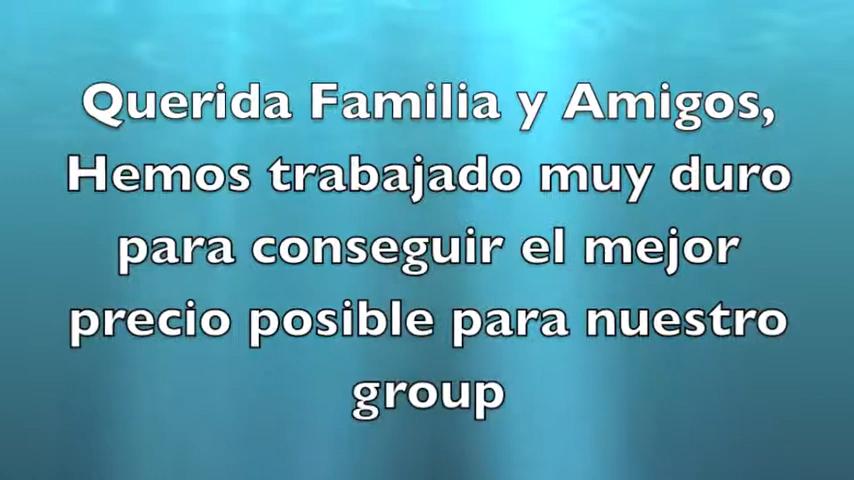 Querida Familia y Amigos,
Hemos trabajado muy duro
para conseguir el mejor
precio posible para nuestro
group